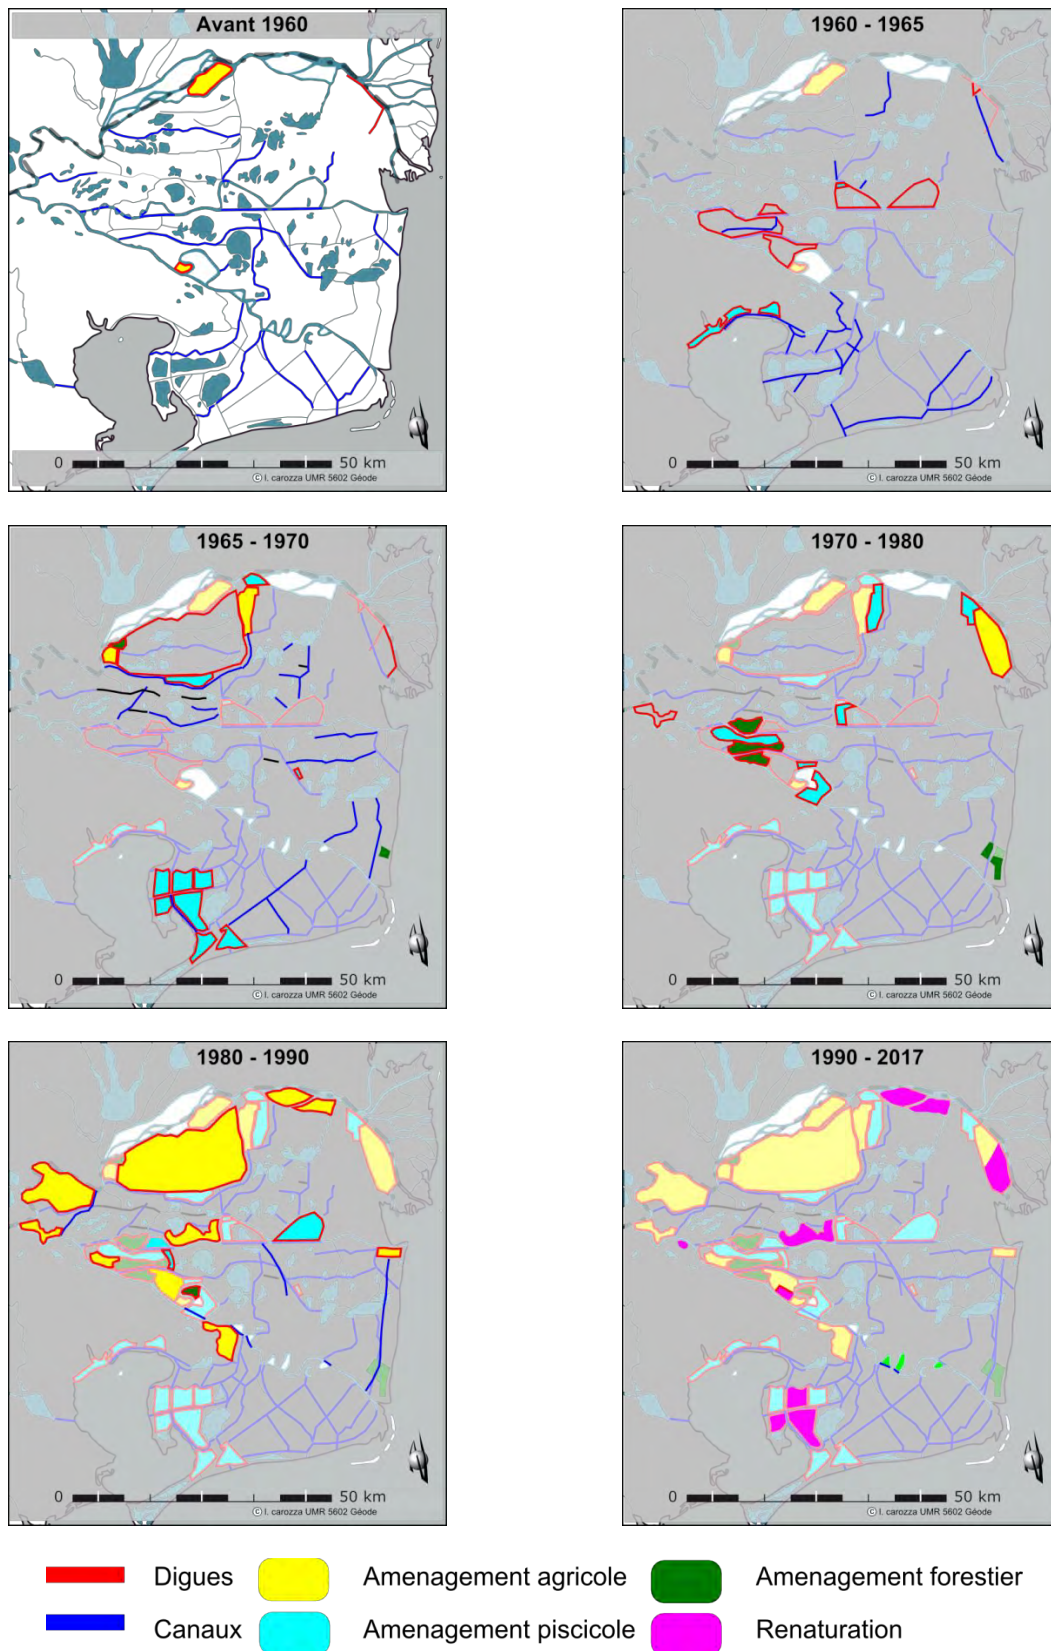 Avant 1960
0 50 km
© l. carozza UMR 5602 Géode
1960 - 1965
0 50 km
© l. carozza UMR 5602 Géode
1965 - 1970
0 50 km
© l. carozza UMR 5602 Géode
1970 - 1980
0 50 km
© l. carozza UMR 5602 Géode
1980 - 1990
0 50 km
© l. carozza UMR 5602 Géode
1990 - 2017
0 50 km
© l. carozza UMR 5602 Géode
Digues Amenagement agricole Amenagement forestier
Canaux Amenagement piscicole Renaturation